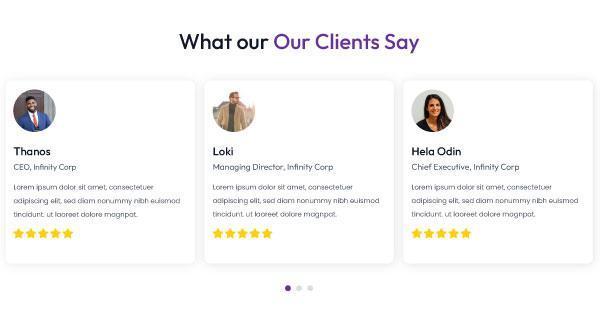 What our Our Clients Say
Thanos
CEO, Infinity Corp
Lorem ipsum dolor sit amet, consectetuer
adipiscing elit, sed diam nonummy nibh euismod
tincidunt. ut laoreet dolore magnpat.
Loki
Managing Director, Infinity Corp
Lorem ipsum dolor sit amet, consectetuer
adipiscing elit, sed diam nonummy nibh euismod
tincidunt. ut laoreet dolore magnpat.
Hela Odin
Chief Executive, Infinity Corp
Lorem ipsum dolor sit amet, consectetuer
adipiscing elit, sed diam nonummy nibh euismod
tincidunt. ut laoreet dolore magnpat.